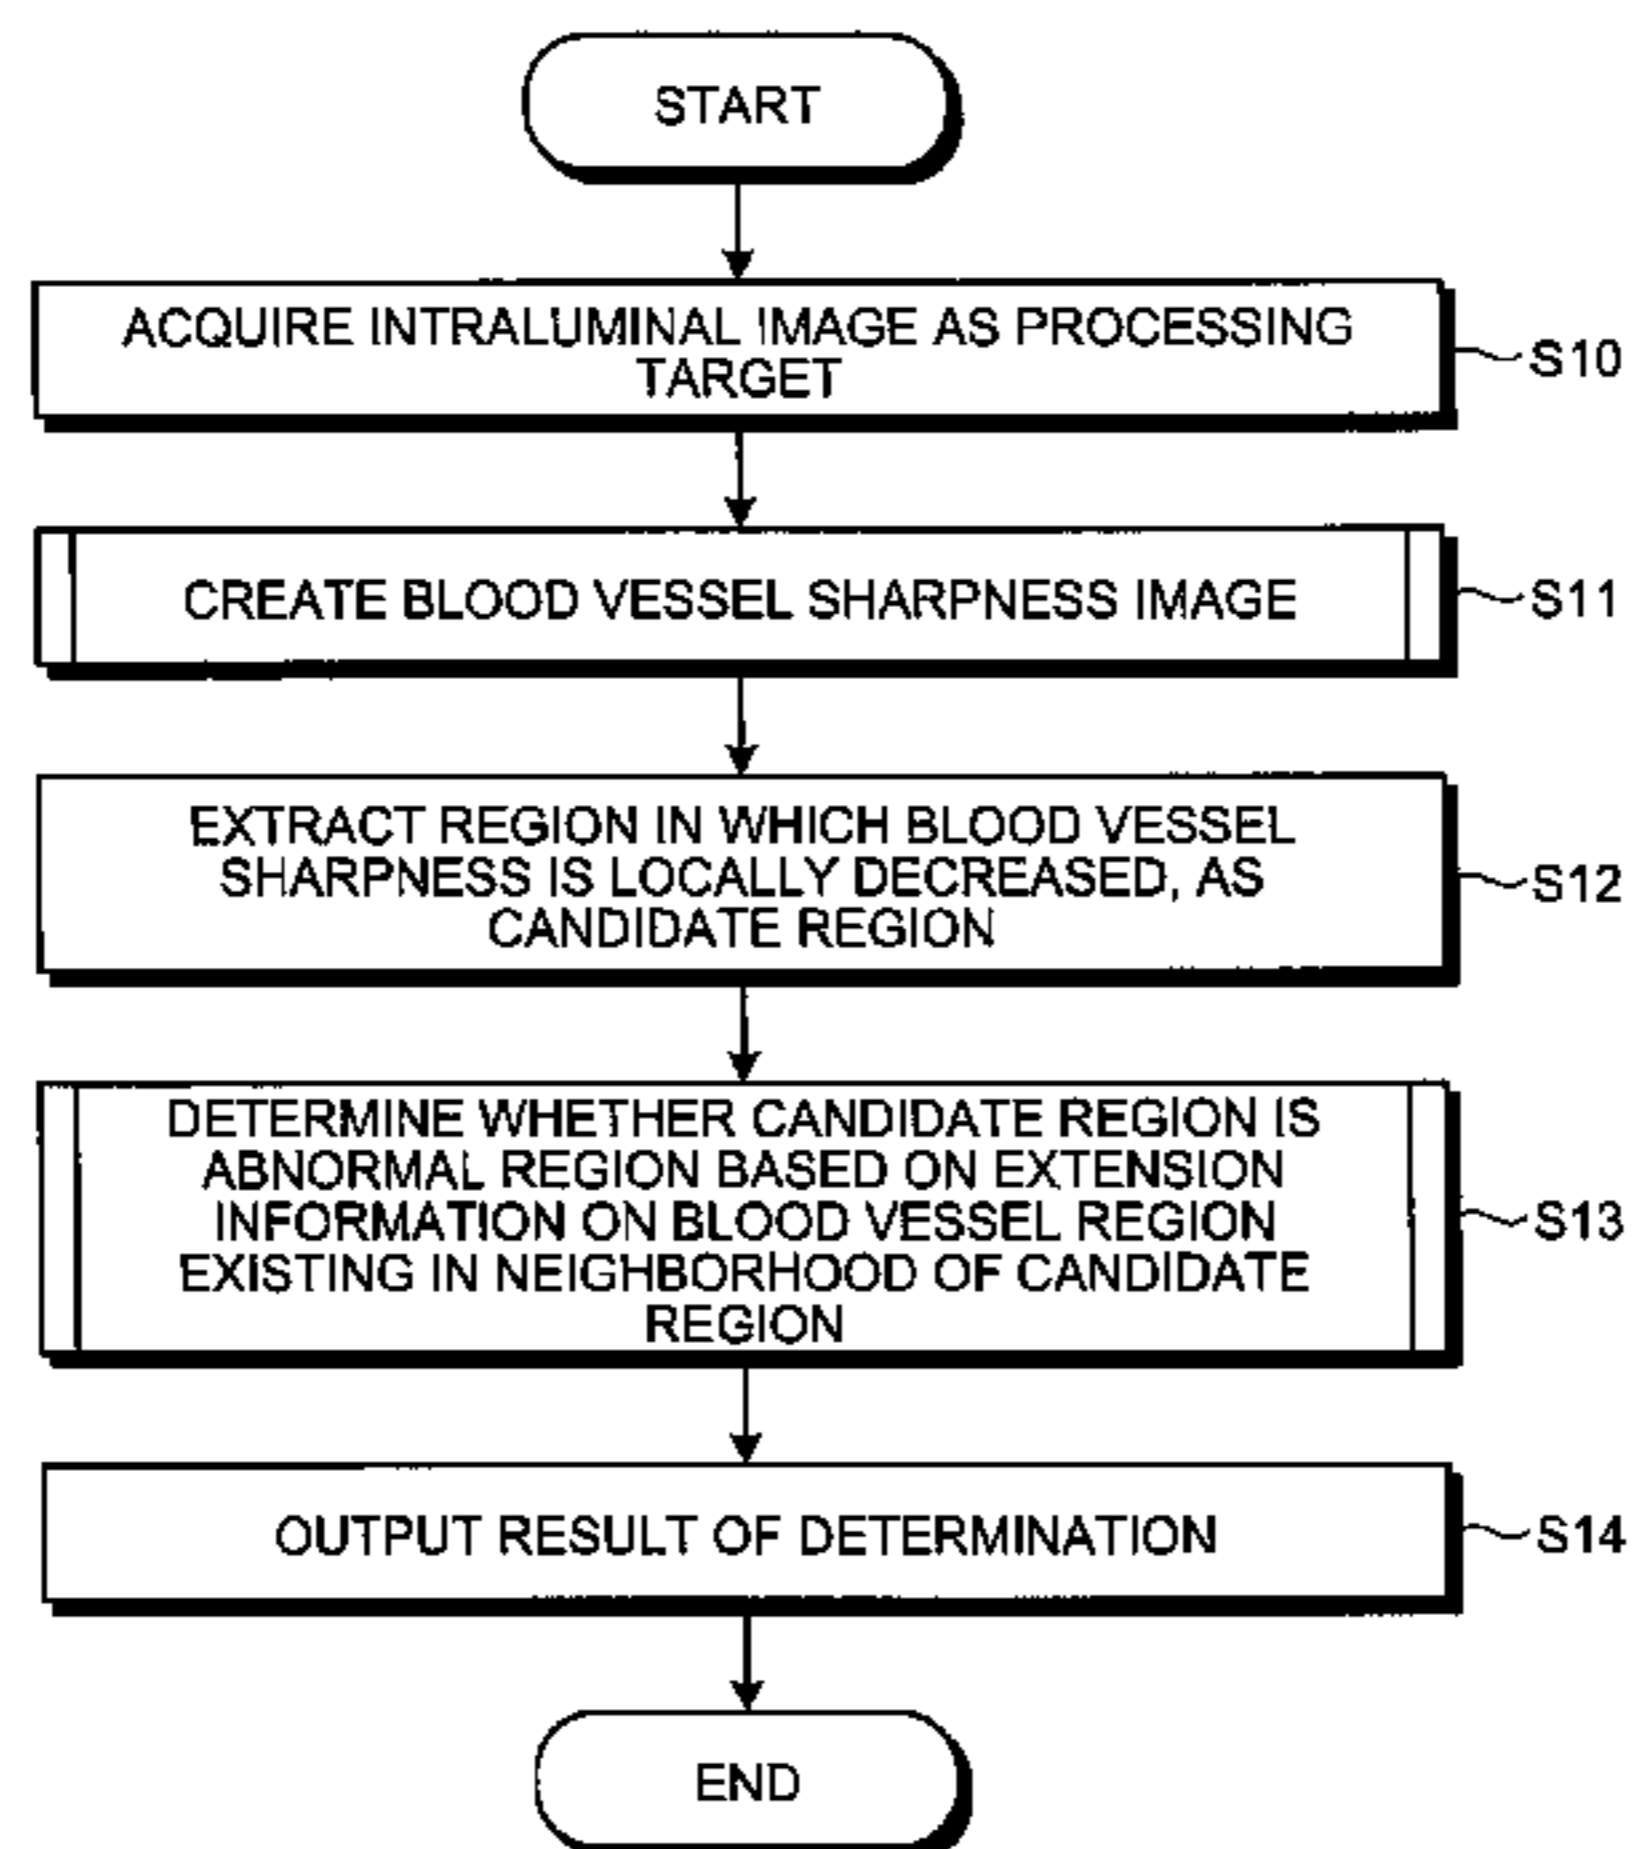 START
ACQUIRE INTRALUMINAL IMAGE AS PROCESSING
TARGET
S10
CREATE BLOOD VESSEL SHARPNESS IMAGE
S11
EXTRACT REGION IN WHICH BLOOD VESSEL
SHARPNESS IS LOCALLY DECREASED, AS
CANDIDATE REGION
S12
DETERMINE WHETHER CANDIDATE REGION IS
ABNORMAL REGION BASED ON EXTENSION
INFORMATION ON BLOOD VESSEL REGION
EXISTING IN NEIGHBORHOOD OF CANDIDATE
REGION
S13
OUTPUT RESULT OF DETERMINATION
S14
END